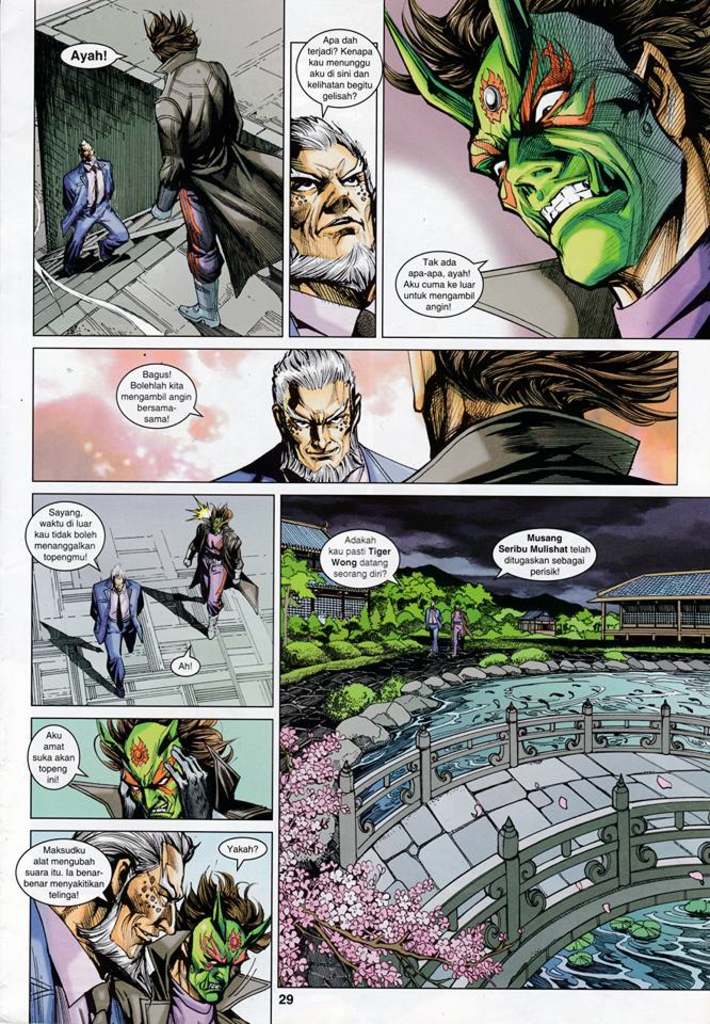 Ayah!
Apa dah
terjadi? Kenapa
kau menunggu
aku di sini dan
kelihatan begitu
gelisah?
Tak ada
apa-apa, ayah!
Aku cuma ke luar
untuk mengambil
angin!
Bagus!
Bolehlah kita
mengambil angin
bersama-
sama!
Sayang,
waktu di luar
kau tidak boleh
menanggalkan
topengmu!
Ah!
Aku
amat
suka akan
topeng
ini!
Maksudku
alat mengubah
suara itu. Ia benar-
benar menyakitkan
telinga!
Yakah?
Adakah
kau pasti Tiger
Wong datang
seorang diri?
Musang
Seribu Mulishat telah
ditugaskan sebagai
perisik!
29